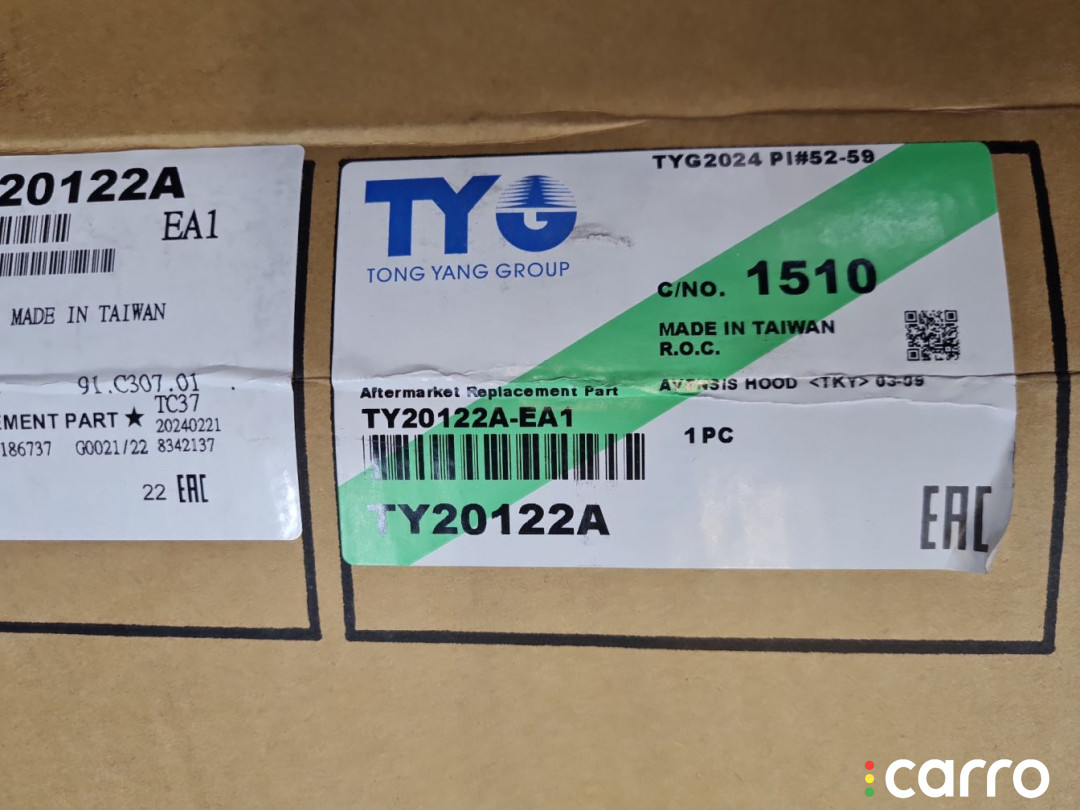 20122A
EA1
MADE IN TAIWAN
91.C307.01
TC37
EMENT PART ★ 20240221
186737 G0021/22 8342137
22 EAC
TYG2024 PI#52-59
TYG
TONG YANG GROUP
C/NO. 1510
MADE IN TAIWAN
R.O.C.
Aftermarket Replacement Part
AVENSIS HOOD <TKY> 03-09
TY20122A-EA1
1 PC
TY20122A
EAC
carro